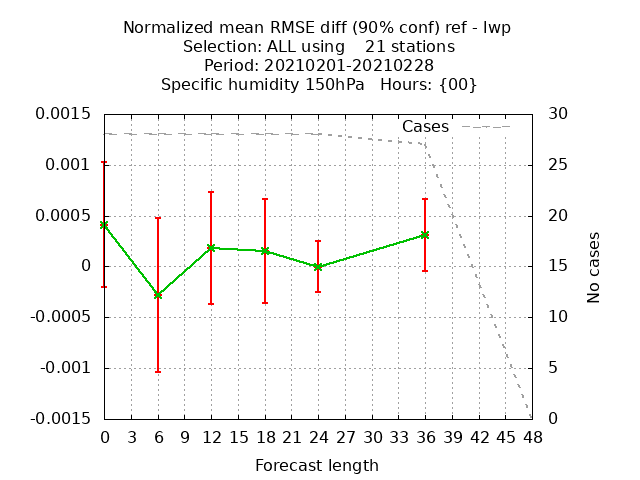 Normalized mean RMSE diff (90% conf) ref - lwp
Selection: ALL using    21 stations
Period: 20210201-20210228
Specific humidity 150hPa   Hours: {00}
Cases
0.0015
0.001
0.0005
0
-0.0005
-0.001
-0.0015
30
25
20
15
10
5
0
No cases
0 3 6 9 12 15 18 21 24 27 30 33 36 39 42 45 48
Forecast length